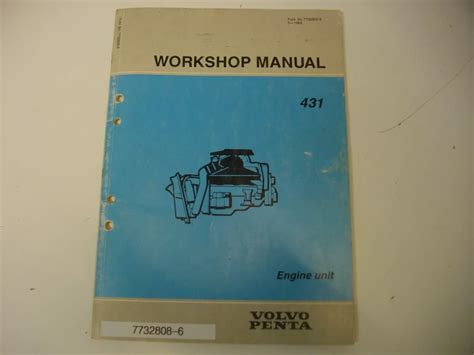 WORKSHOP MANUAL
431
Engine unit
VOLVO
PENTA
7732808-6